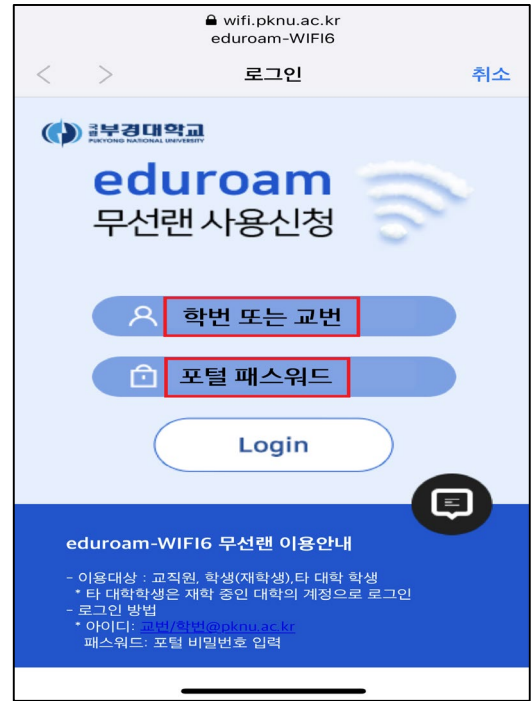 wifi.pknu.ac.kr
eduroam-WIFI6
로그인
취소
국립부경대학교
PUKYONG NATIONAL UNIVERSITY
eduroam
무선랜 사용신청
학번 또는 교번
포털 패스워드
Login
eduroam-WIFI6 무선랜 이용안내
- 이용대상 : 교직원, 학생(재학생),타 대학 학생
* 타 대학학생은 재학 중인 대학의 계정으로 로그인
- 로그인 방법
* 아이디: 교번/학번@pknu.ac.kr
패스워드: 포털 비밀번호 입력